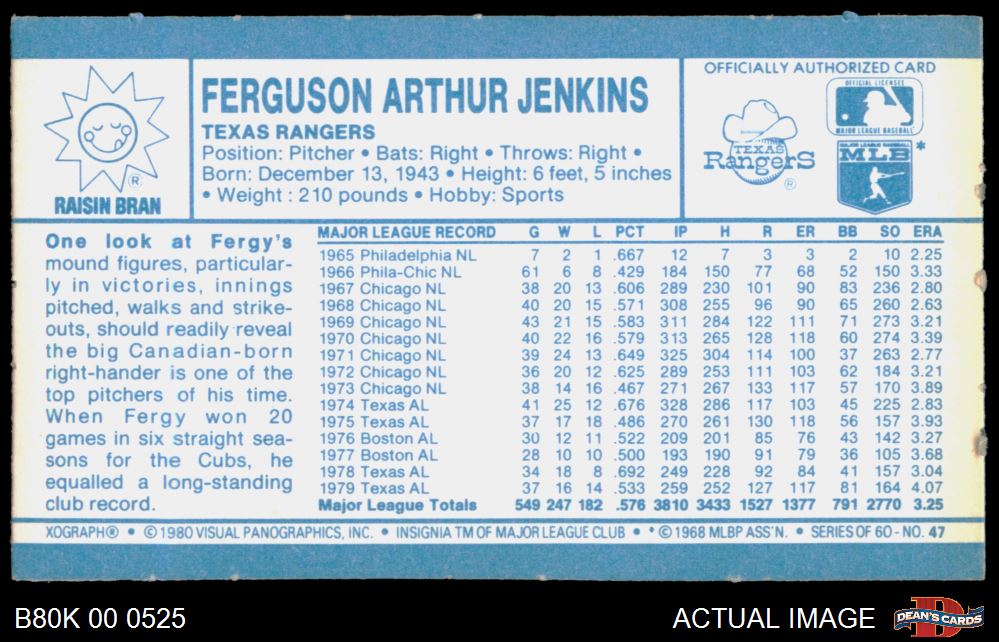 RAISIN BRAN
®
FERGUSON ARTHUR JENKINS
TEXAS RANGERS
Position: Pitcher • Bats: Right • Throws: Right •
Born: December 13, 1943 • Height: 6 feet, 5 inches
• Weight : 210 pounds • Hobby: Sports
OFFICIALLY AUTHORIZED CARD
TEXAS
RangerS
®
OFFICIAL LICENSEE
MAJOR LEAGUE BASEBALL
MAJOR LEAGUE BASEBALL
MLB *
One look at Fergy's
mound figures, particular-
ly in victories, innings
pitched, walks and strike-
outs, should readily reveal
the big Canadian-born
right-hander is one of the
top pitchers of his time.
When Fergy won 20
games in six straight sea-
sons for the Cubs, he
equalled a long-standing
club record.
MAJOR LEAGUE RECORD G W L PCT IP H R ER BB SO ERA
1965 Philadelphia NL 7 2 1 .667 12 7 3 3 2 10 2.25
1966 Phila-Chic NL 61 6 8 .429 184 150 77 68 52 150 3.33
1967 Chicago NL 38 20 13 .606 289 230 101 90 83 236 2.80
1968 Chicago NL 40 20 15 .571 308 255 96 90 65 260 2.63
1969 Chicago NL 43 21 15 .583 311 284 122 111 71 273 3.21
1970 Chicago NL 40 22 16 .579 313 265 128 118 60 274 3.39
1971 Chicago NL 39 24 13 .649 325 304 114 100 37 263 2.77
1972 Chicago NL 36 20 12 .625 289 253 111 103 62 184 3.21
1973 Chicago NL 38 14 16 .467 271 267 133 117 57 170 3.89
1974 Texas AL 41 25 12 .676 328 286 117 103 45 225 2.83
1975 Texas AL 37 17 18 .486 270 261 130 118 56 157 3.93
1976 Boston AL 30 12 11 .522 209 201 85 76 43 142 3.27
1977 Boston AL 28 10 10 .500 193 190 91 79 36 105 3.68
1978 Texas AL 34 18 8 .692 249 228 92 84 41 157 3.04
1979 Texas AL 37 16 14 .533 259 252 127 117 81 164 4.07
Major League Totals 549 247 182 .576 3810 3433 1527 1377 791 2770 3.25
XOGRAPH® • © 1980 VISUAL PANOGRAPHICS, INC. • INSIGNIA TM OF MAJOR LEAGUE CLUB • * © 1968 MLBP ASS'N. • SERIES OF 60 - NO. 47
B80K 00 0525
ACTUAL IMAGE
DEAN'S CARDS